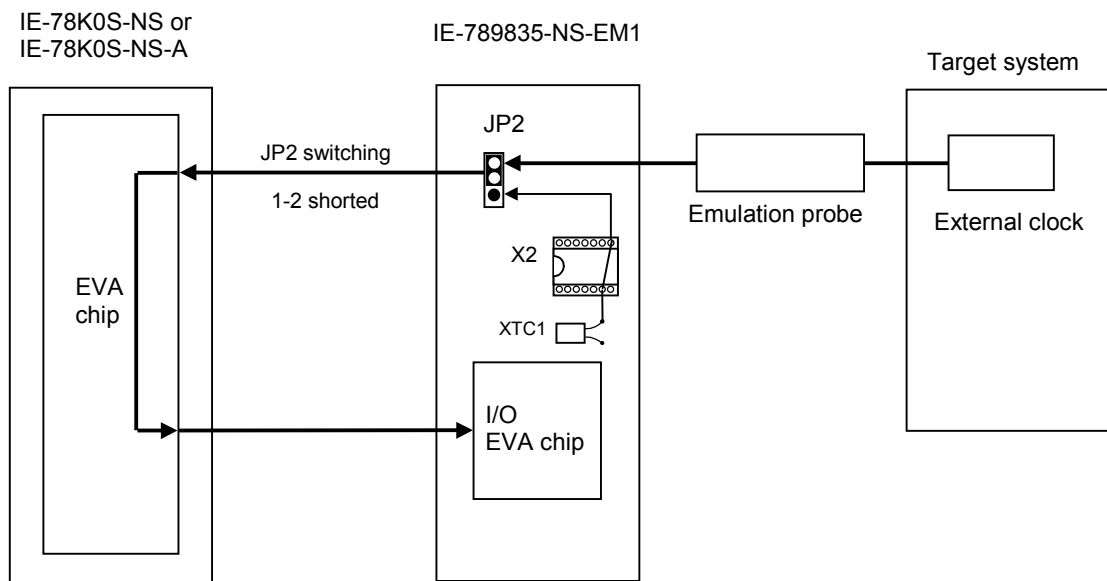 IE-78K0S-NS or
IE-78K0S-NS-A
IE-789835-NS-EM1
Target system
JP2
JP2 switching
1-2 shorted
Emulation probe
External clock
X2
EVA
chip
XTC1
I/O
EVA chip